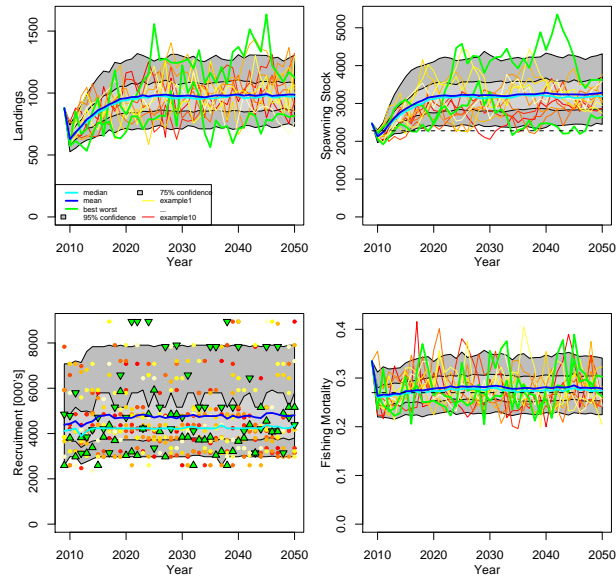 1500
1000
500
0
Landings
median
mean
best worst
95% confidence
75% confidence
example1
...
example10
2010 2020 2030 2040 2050
Year
5000
4000
3000
2000
1000
0
Spawning Stock
2010 2020 2030 2040 2050
Year
8000
6000
4000
2000
0
Recruitment [000's]
2010 2020 2030 2040 2050
Year
0.4
0.3
0.2
0.1
0.0
Fishing Mortality
2010 2020 2030 2040 2050
Year